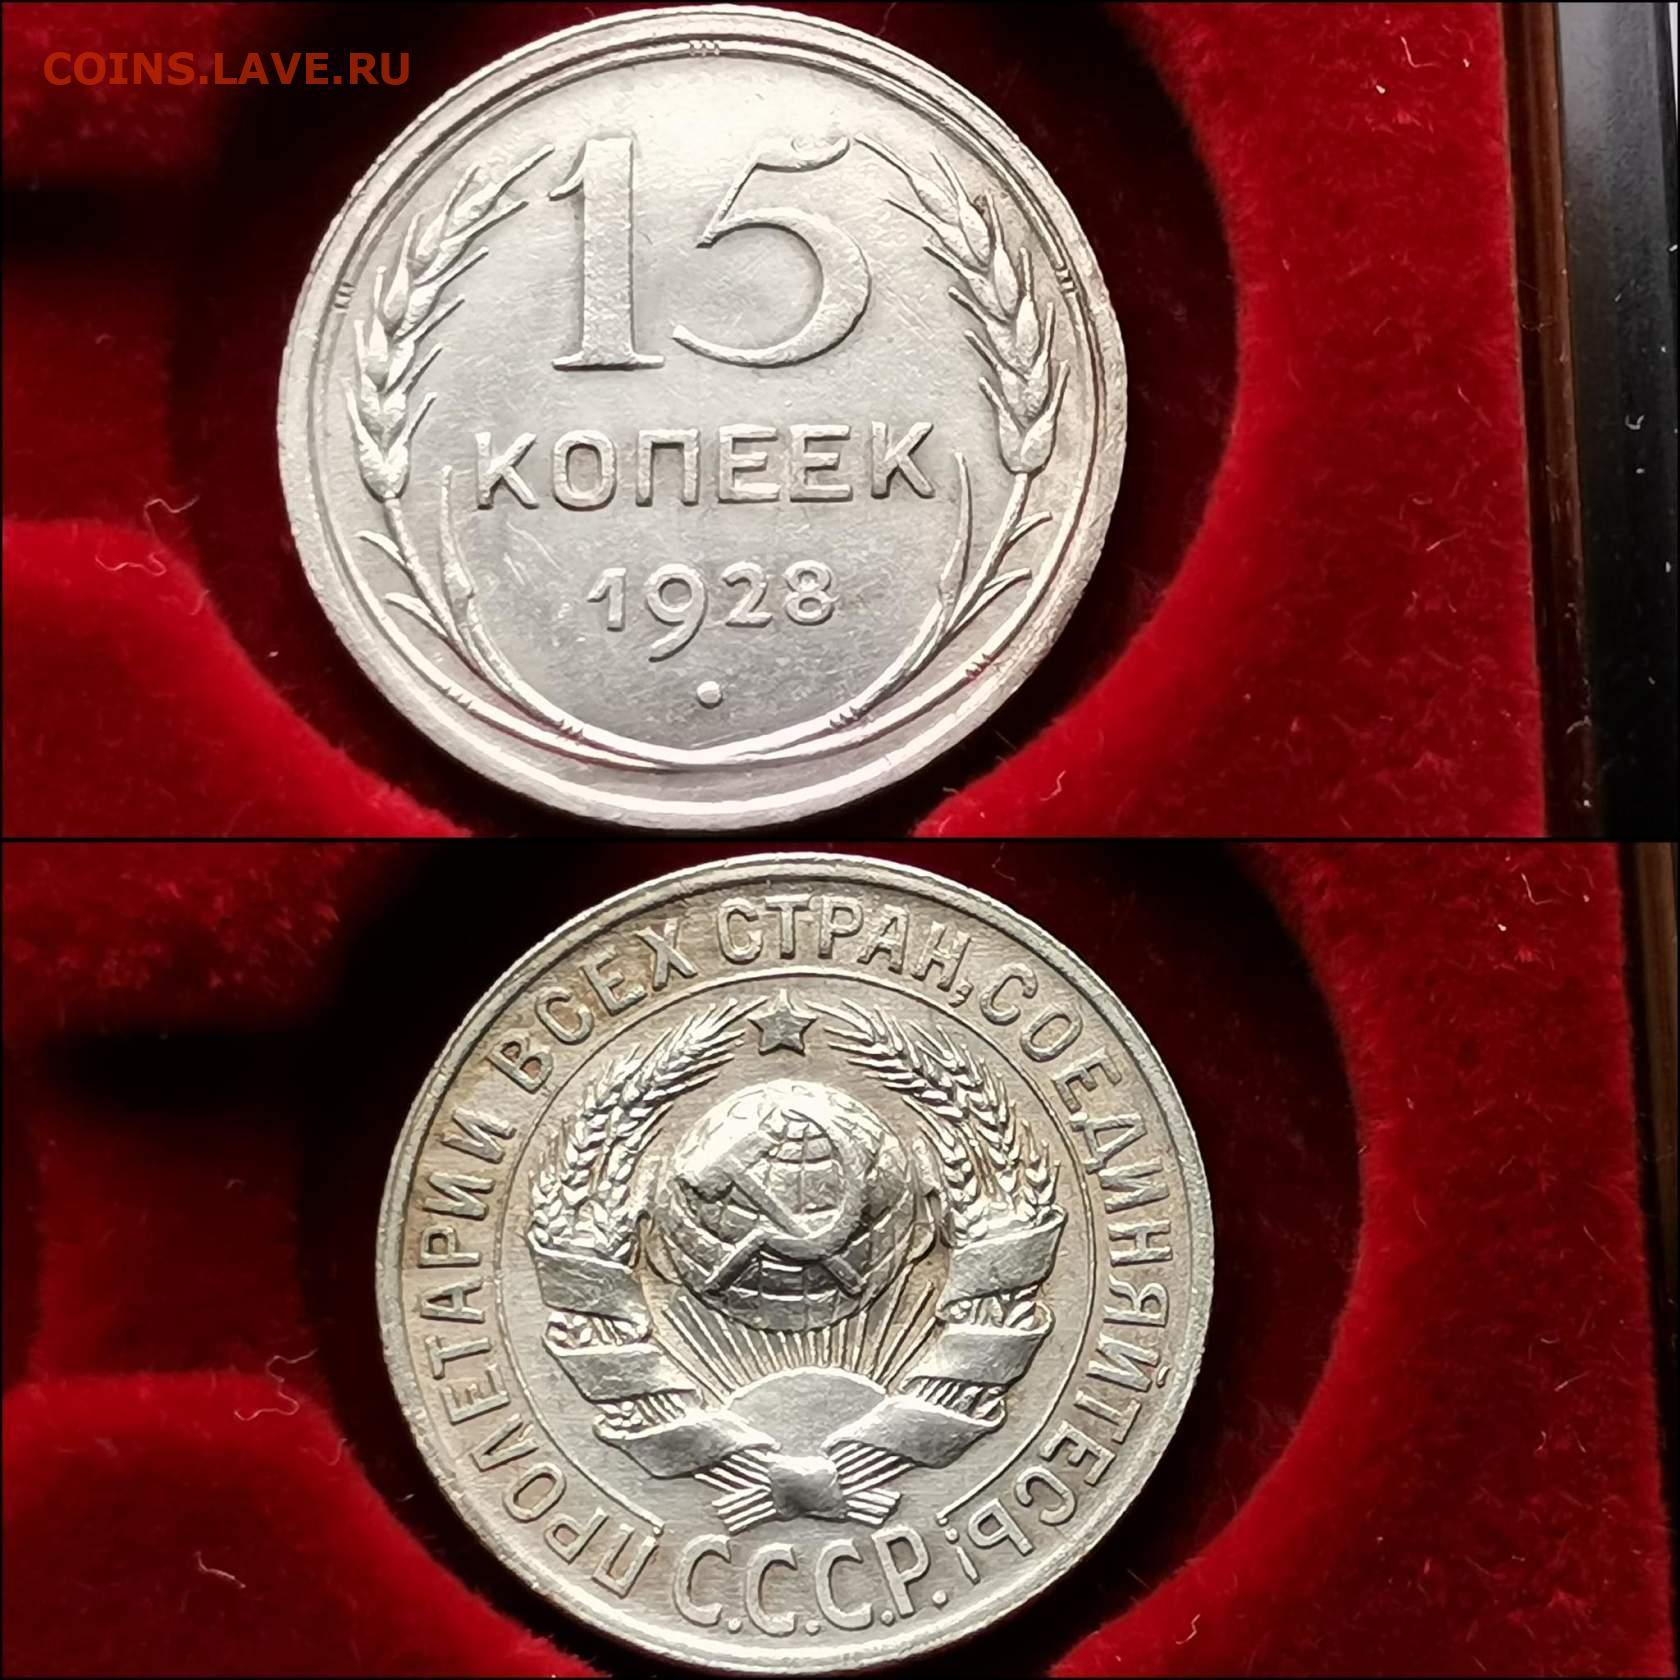 COINS.LAVE.RU
15
КОПЕЕК
1928
ПРОЛЕТАРИИ ВСЕХ СТРАН, СОЕДИНЯЙТЕСЬ!
С.С.С.Р.